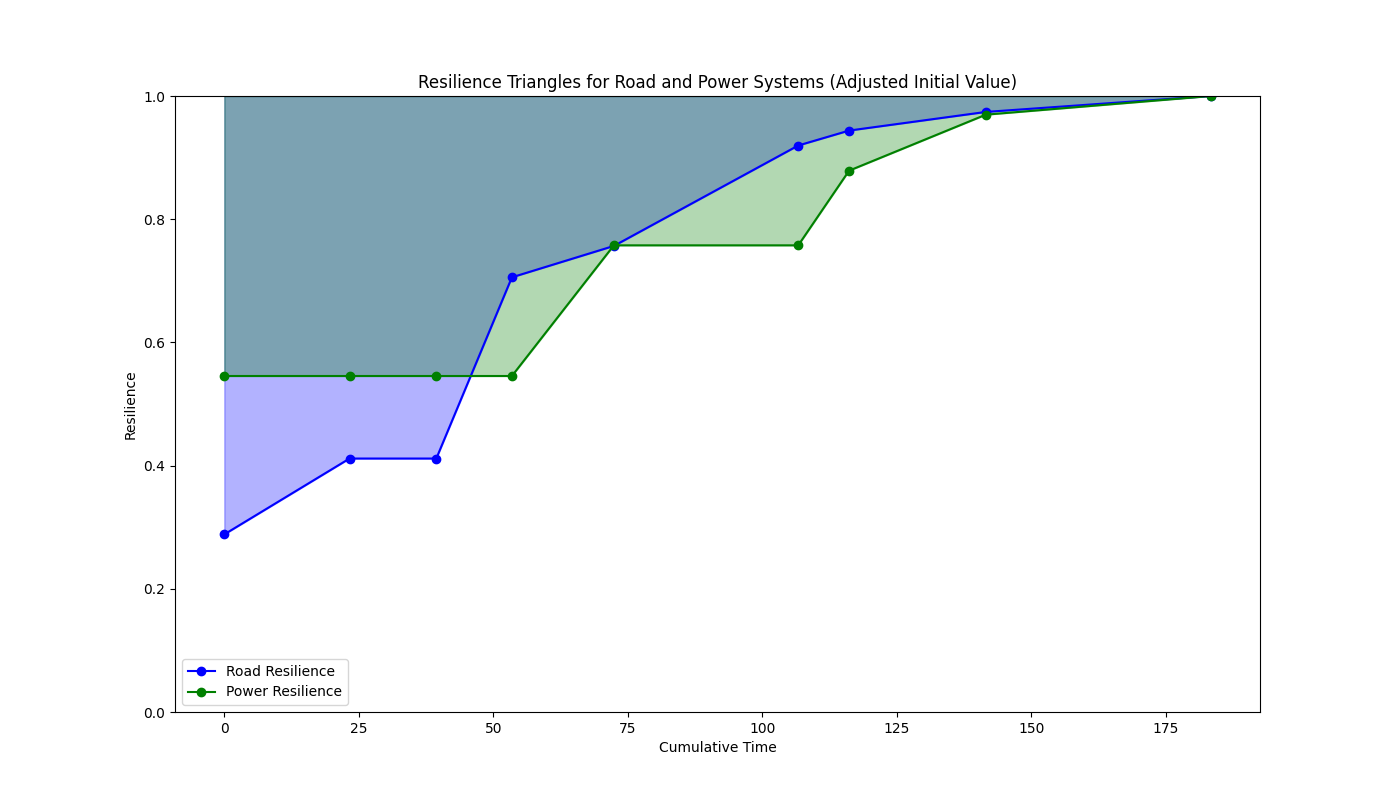 Resilience Triangles for Road and Power Systems (Adjusted Initial Value)
1.0
0.8
0.6
0.4
0.2
0.0
Resilience
Road Resilience
Power Resilience
0 25 50 75 100 125 150 175
Cumulative Time